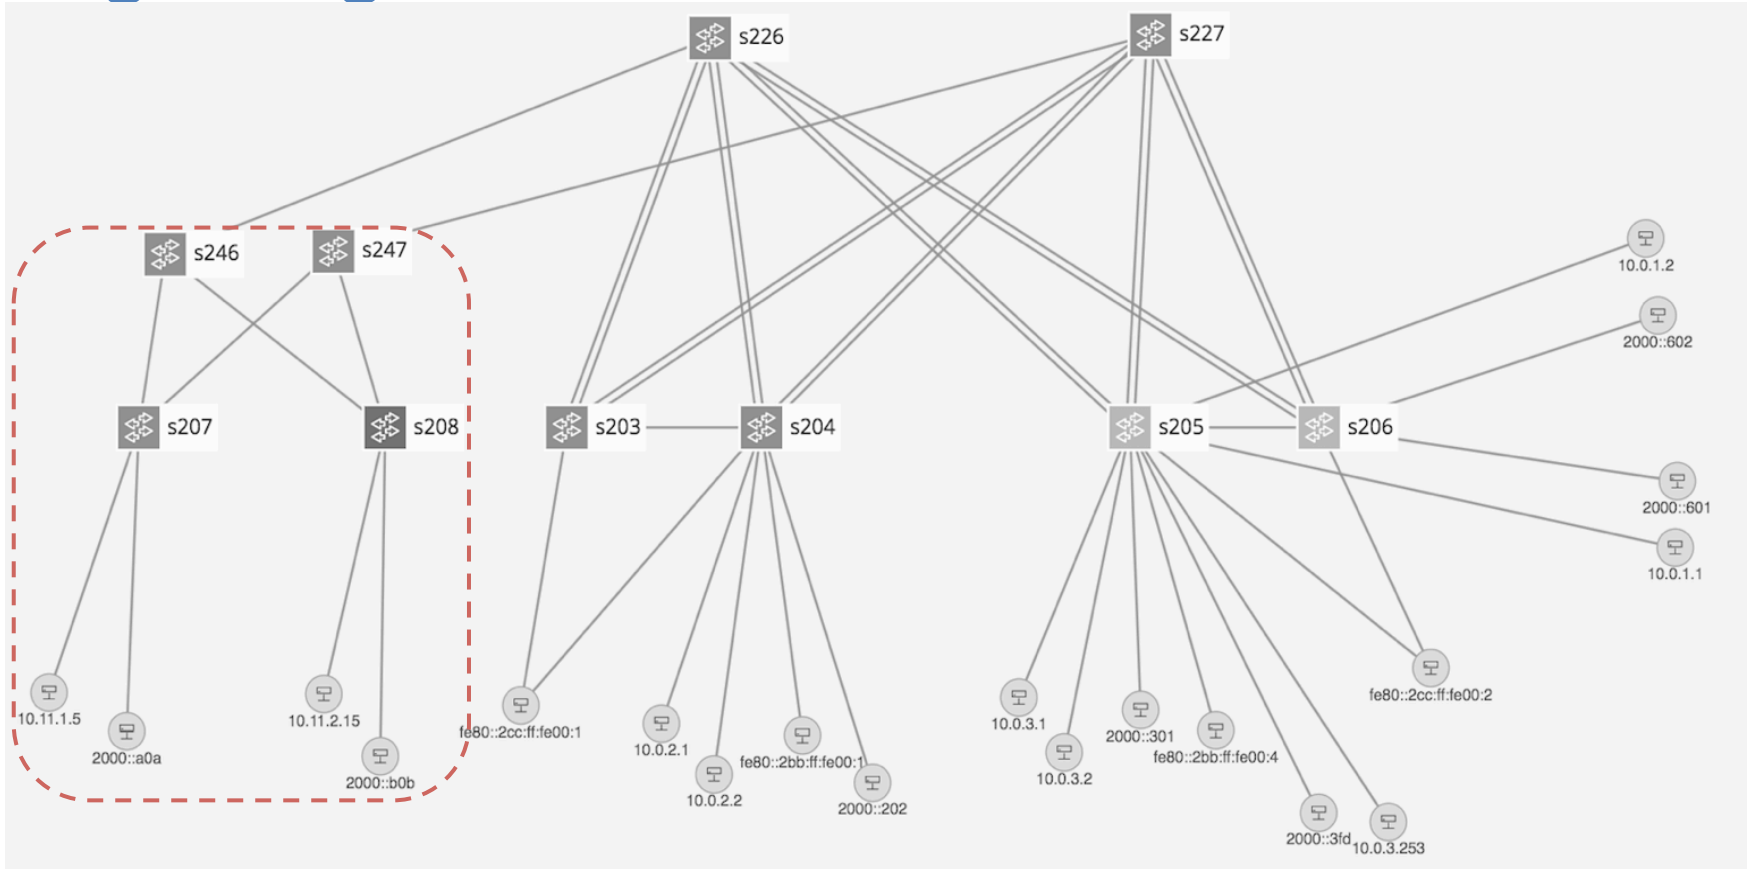 s226
s227
s246
s247
10.0.1.2
2000::602
s207
s208
s203
s204
s205
s206
2000::601
10.0.1.1
10.11.1.5
2000::a0a
10.11.2.15
2000::b0b
fe80::2cc:ff:fe00:1
10.0.2.1
10.0.2.2
fe80::2bb:ff:fe00:1
2000::202
10.0.3.1
10.0.3.2
2000::301
fe80::2bb:ff:fe00:4
fe80::2cc:ff:fe00:2
2000::3fd
10.0.3.253